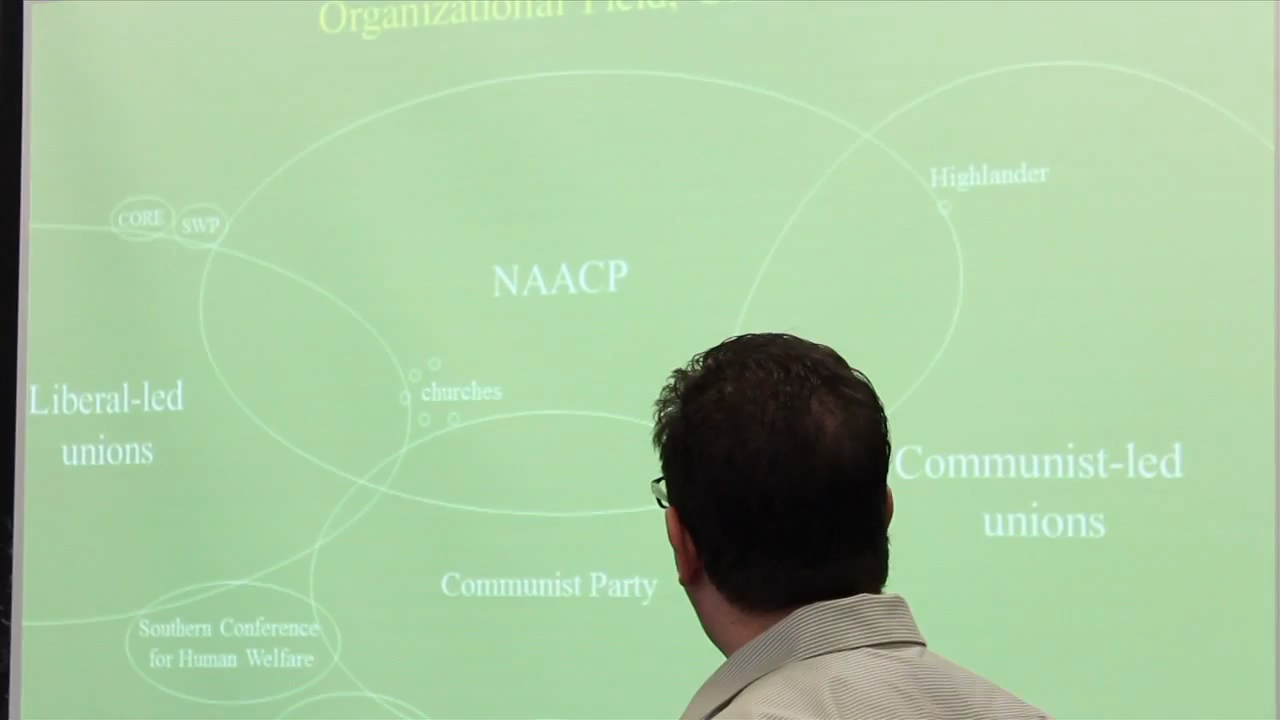 Organizational Field,
Highlander
CORE
SWP
NAACP
churches
Liberal-led
unions
Communist-led
unions
Communist Party
Southern Conference
for Human Welfare